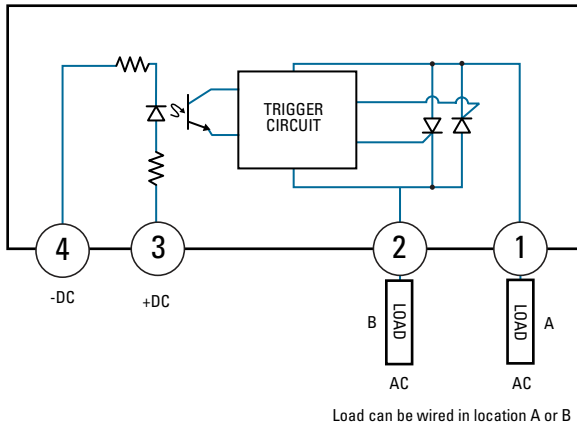 TRIGGER
CIRCUIT
4
3
2
1
-DC
+DC
B
LOAD
LOAD
A
AC
AC
Load can be wired in location A or B